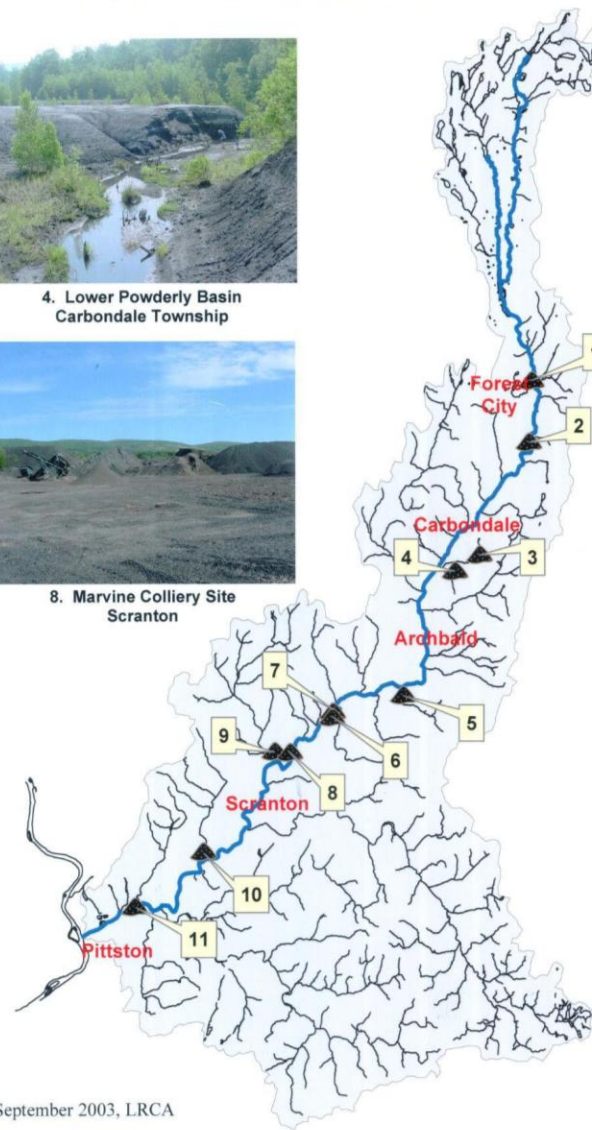 4. Lower Powderly Basin
Carbondale Township
8. Marvine Colliery Site
Scranton
1
Forest
City
2
Carbondale
4
3
Archbald
7
5
9
6
8
Scranton
10
11
Pittston
September 2003, LRCA